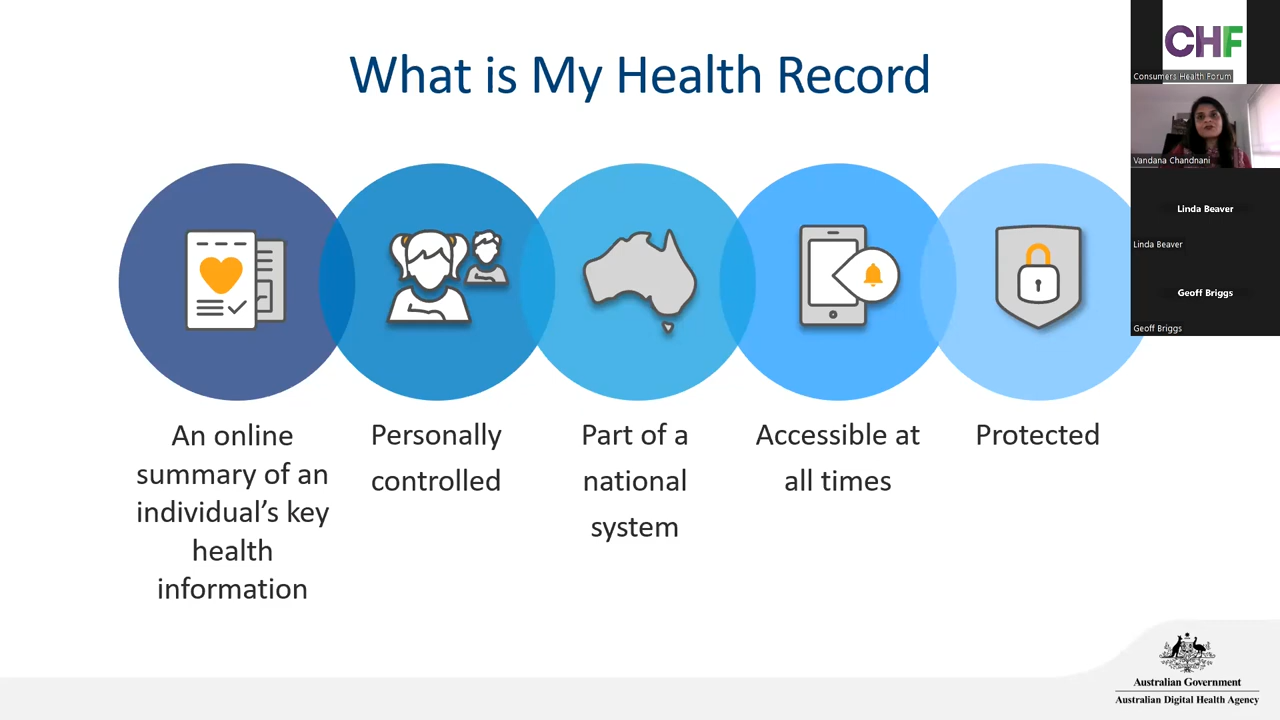 What is My Health Record
An online
summary of an
individual’s key
health
information
Personally
controlled
Part of a
national
system
Accessible at
all times
Protected
CHF
Consumers Health Forum
Vandana Chandnani
Linda Beaver
Linda Beaver
Geoff Briggs
Geoff Briggs
Australian Government
Australian Digital Health Agency